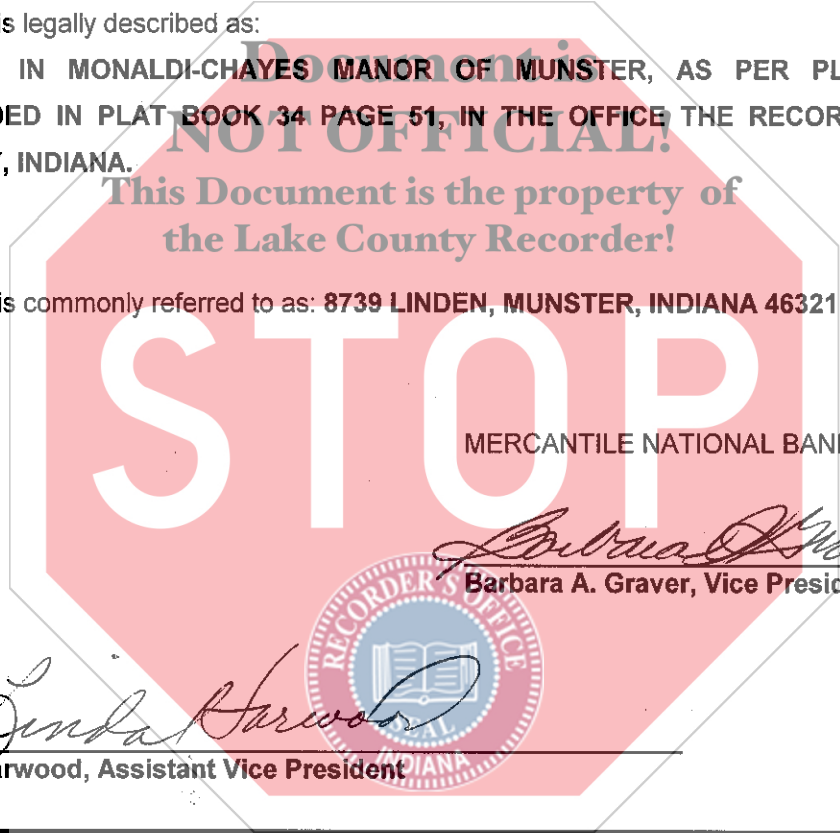 is legally described as:
Document is
IN MONALDI-CHAYES MANOR OF MUNSTER, AS PER PL
ED IN PLAT BOOK 34 PAGE 51, IN THE OFFICE THE RECOR
NOT OFFICIAL!
, INDIANA.
This Document is the property of
the Lake County Recorder!
is commonly referred to as: 8739 LINDEN, MUNSTER, INDIANA 46321
STOP
MERCANTILE NATIONAL BAN
Barbara A. Graver, Vice Presid
RECORDER'S OFFICE
SEAL
INDIANA
Linda Harwood
rwood, Assistant Vice President